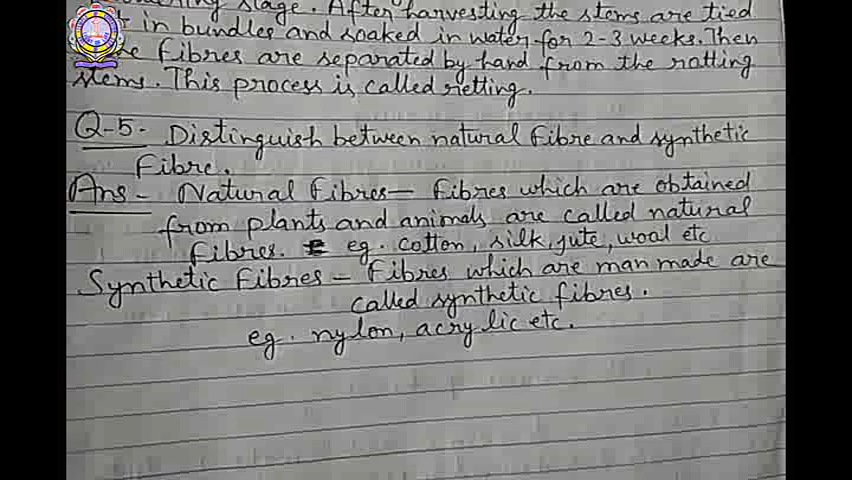 stage. After harvesting the stems are tied
in bundles and soaked in water for 2-3 weeks. Then
fibres are separated by hand from the rotting
stems. This process is called retting.
Q-5- Distinguish between natural fibre and synthetic
fibre.
Ans- Natural fibres- fibres which are obtained
from plants and animals are called natural
fibres. eg. cotton, silk, jute, woal etc
Synthetic fibres - fibres which are man made are
called synthetic fibres.
eg. nylon, acrylic etc.